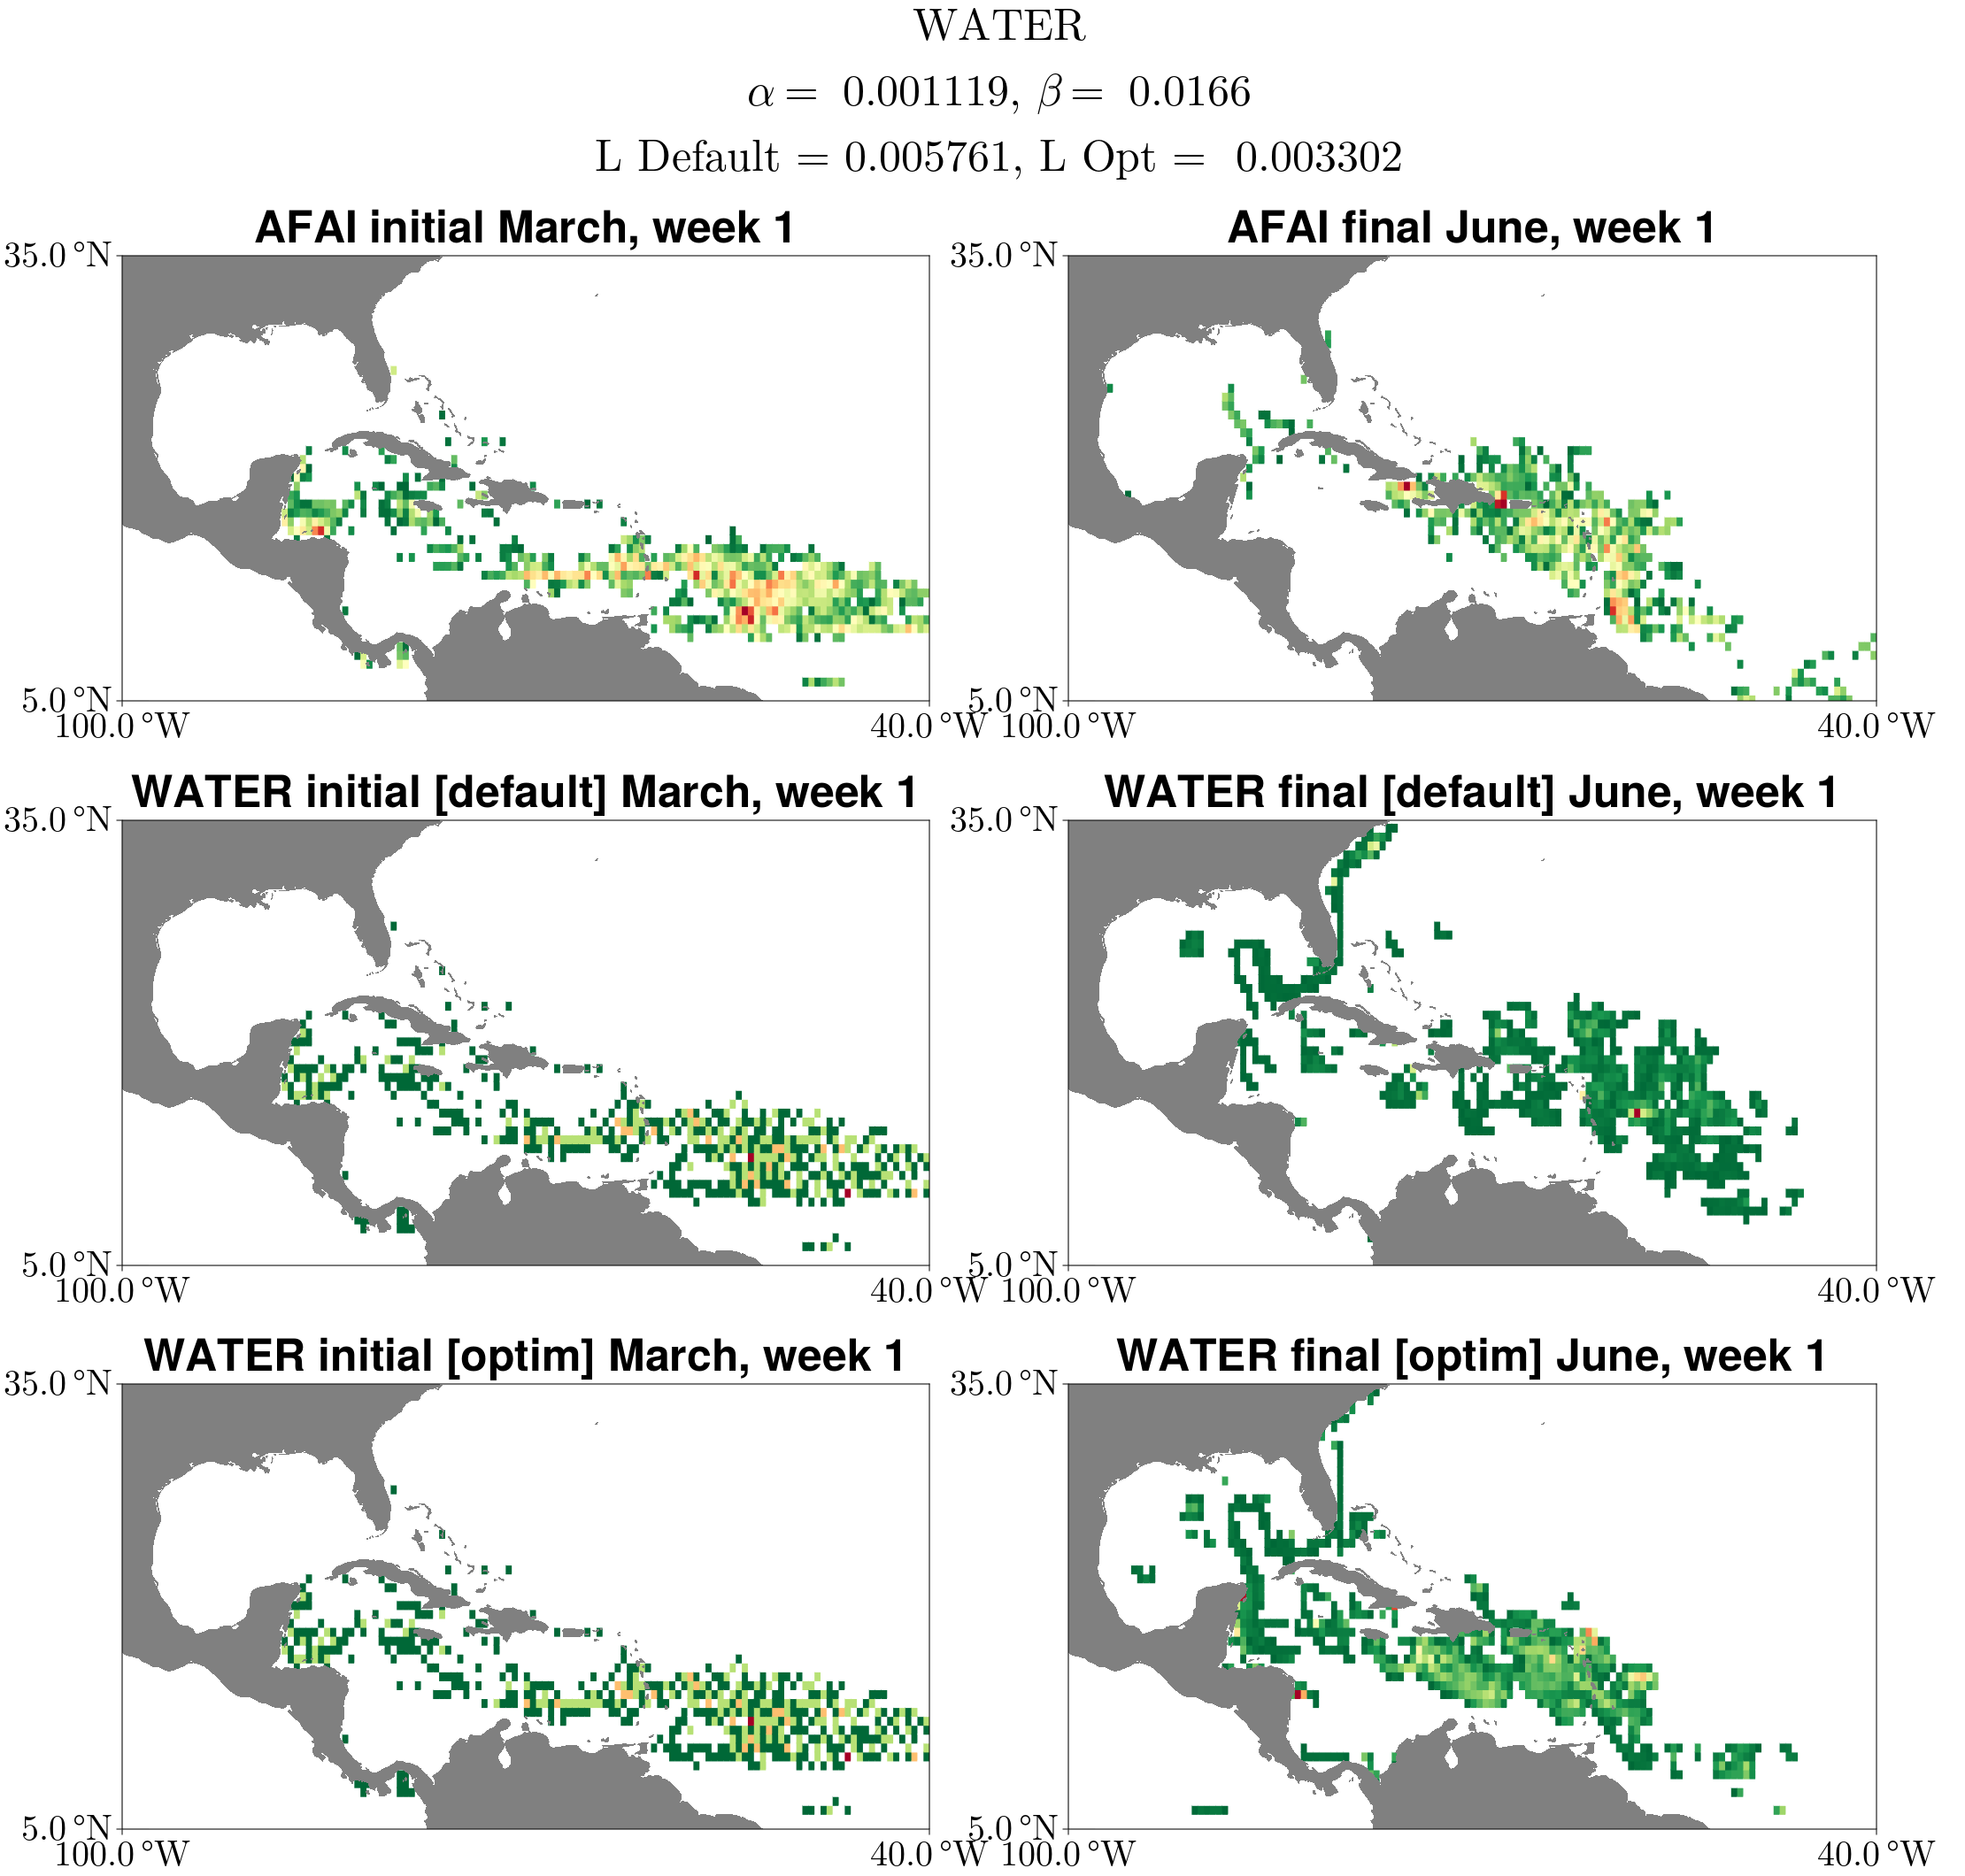 WATER
α = 0.001119, β = 0.0166
L Default = 0.005761, L Opt = 0.003302
AFAI initial March, week 1
AFAI final June, week 1
35.0 °N
35.0 °N
5.0 °N
5.0 °N
100.0 °W
40.0 °W
100.0 °W
40.0 °W
WATER initial [default] March, week 1
WATER final [default] June, week 1
35.0 °N
35.0 °N
5.0 °N
5.0 °N
100.0 °W
40.0 °W
100.0 °W
40.0 °W
WATER initial [optim] March, week 1
WATER final [optim] June, week 1
35.0 °N
35.0 °N
5.0 °N
5.0 °N
100.0 °W
40.0 °W
100.0 °W
40.0 °W